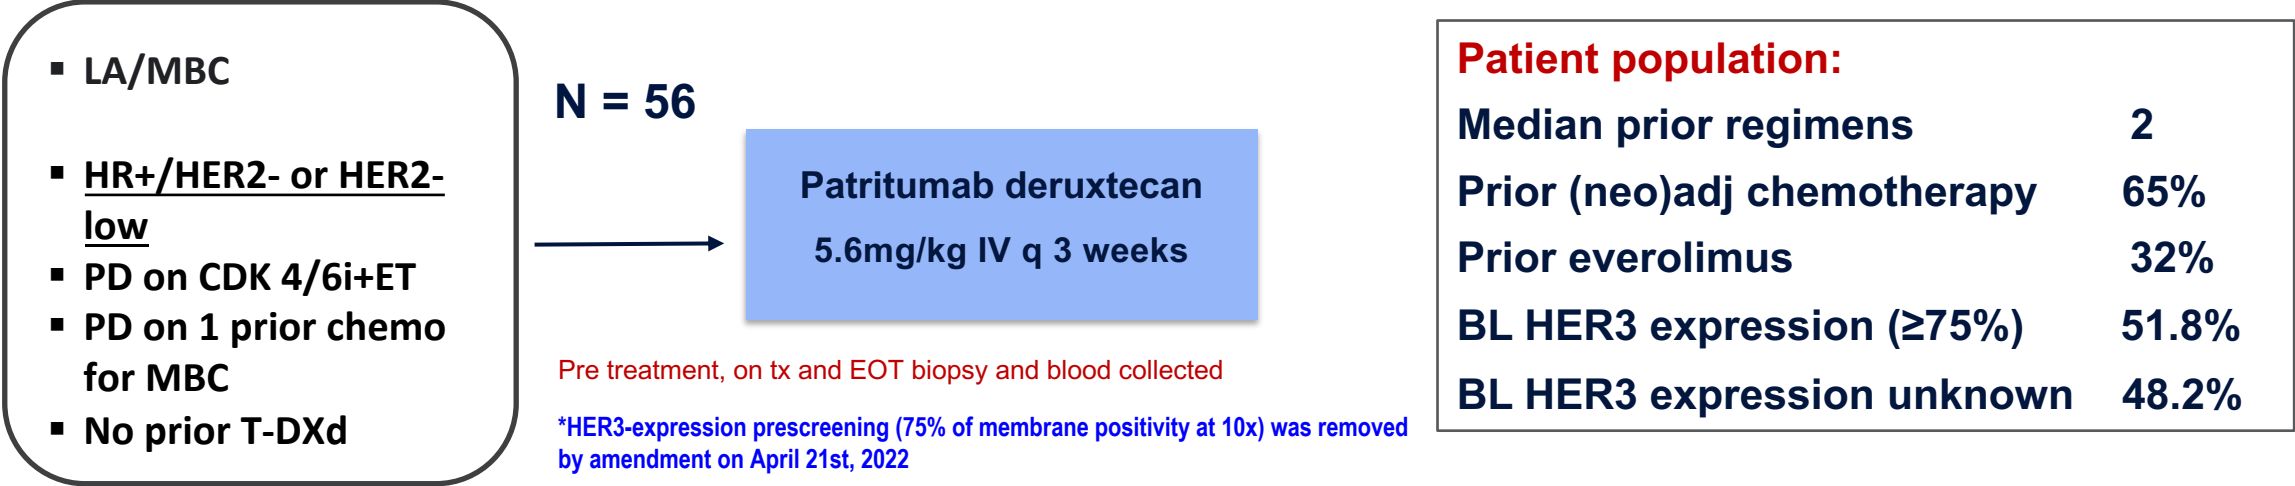 ▪ LA/MBC
▪ HR+/HER2- or HER2-
low
▪ PD on CDK 4/6i+ET
▪ PD on 1 prior chemo
for MBC
▪ No prior T-DXd
N = 56
Patritumab deruxtecan
5.6mg/kg IV q 3 weeks
Pre treatment, on tx and EOT biopsy and blood collected
*HER3-expression prescreening (75% of membrane positivity at 10x) was removed
by amendment on April 21st, 2022
Patient population:
Median prior regimens 2
Prior (neo)adj chemotherapy 65%
Prior everolimus 32%
BL HER3 expression (≥75%) 51.8%
BL HER3 expression unknown 48.2%